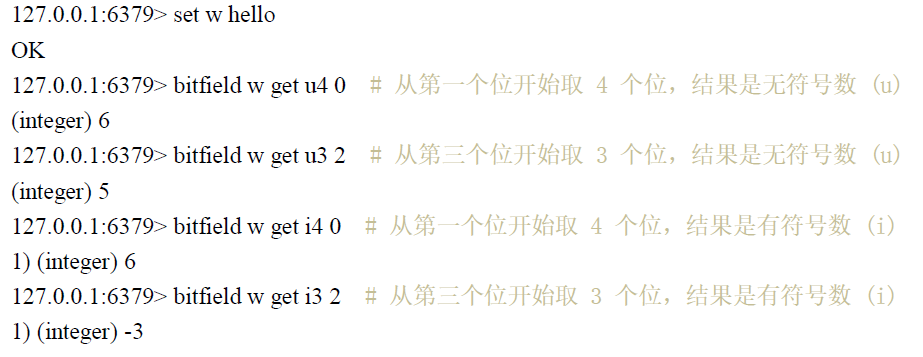 127.0.0.1:6379> set w hello
OK
127.0.0.1:6379> bitfield w get u4 0 # 从第一个位开始取 4 个位，结果是无符号数 (u)
(integer) 6
127.0.0.1:6379> bitfield w get u3 2 # 从第三个位开始取 3 个位，结果是无符号数 (u)
(integer) 5
127.0.0.1:6379> bitfield w get i4 0 # 从第一个位开始取 4 个位，结果是有符号数 (i)
1) (integer) 6
127.0.0.1:6379> bitfield w get i3 2 # 从第三个位开始取 3 个位，结果是有符号数 (i)
1) (integer) -3